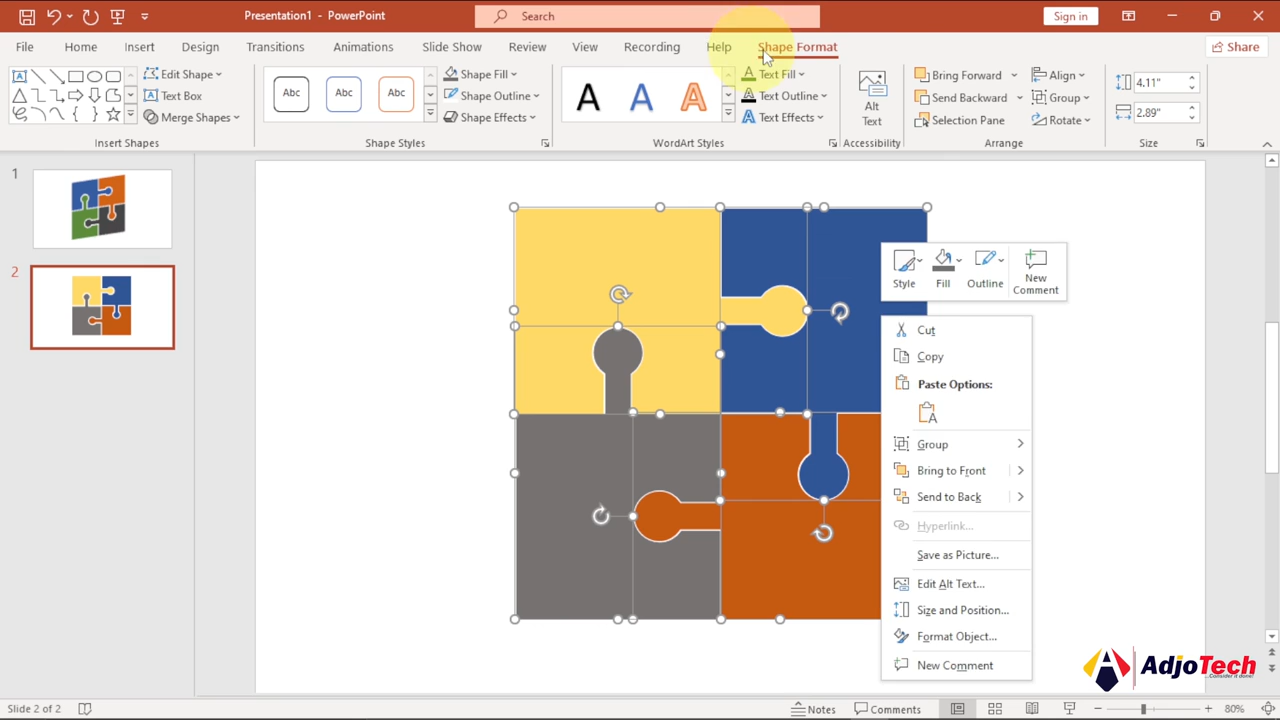 Presentation1 - PowerPoint
Search
Sign in
File Home Insert Design Transitions Animations Slide Show Review View Recording Help Shape Format
Share
Edit Shape
Text Box
Merge Shapes
Insert Shapes
Abc Abc Abc
Shape Fill
Shape Outline
Shape Effects
Shape Styles
A A A
Text Fill
Text Outline
Text Effects
WordArt Styles
Alt
Text
Accessibility
Bring Forward
Send Backward
Selection Pane
Align
Group
Rotate
Arrange
4.11"
2.89"
Size
1
2
Style Fill Outline New
Comment
Cut
Copy
Paste Options:
Group
Bring to Front
Send to Back
Hyperlink...
Save as Picture...
Edit Alt Text...
Size and Position...
Format Object...
New Comment
AdjoTech
...Consider it done!
Slide 2 of 2
Notes
Comments
80%